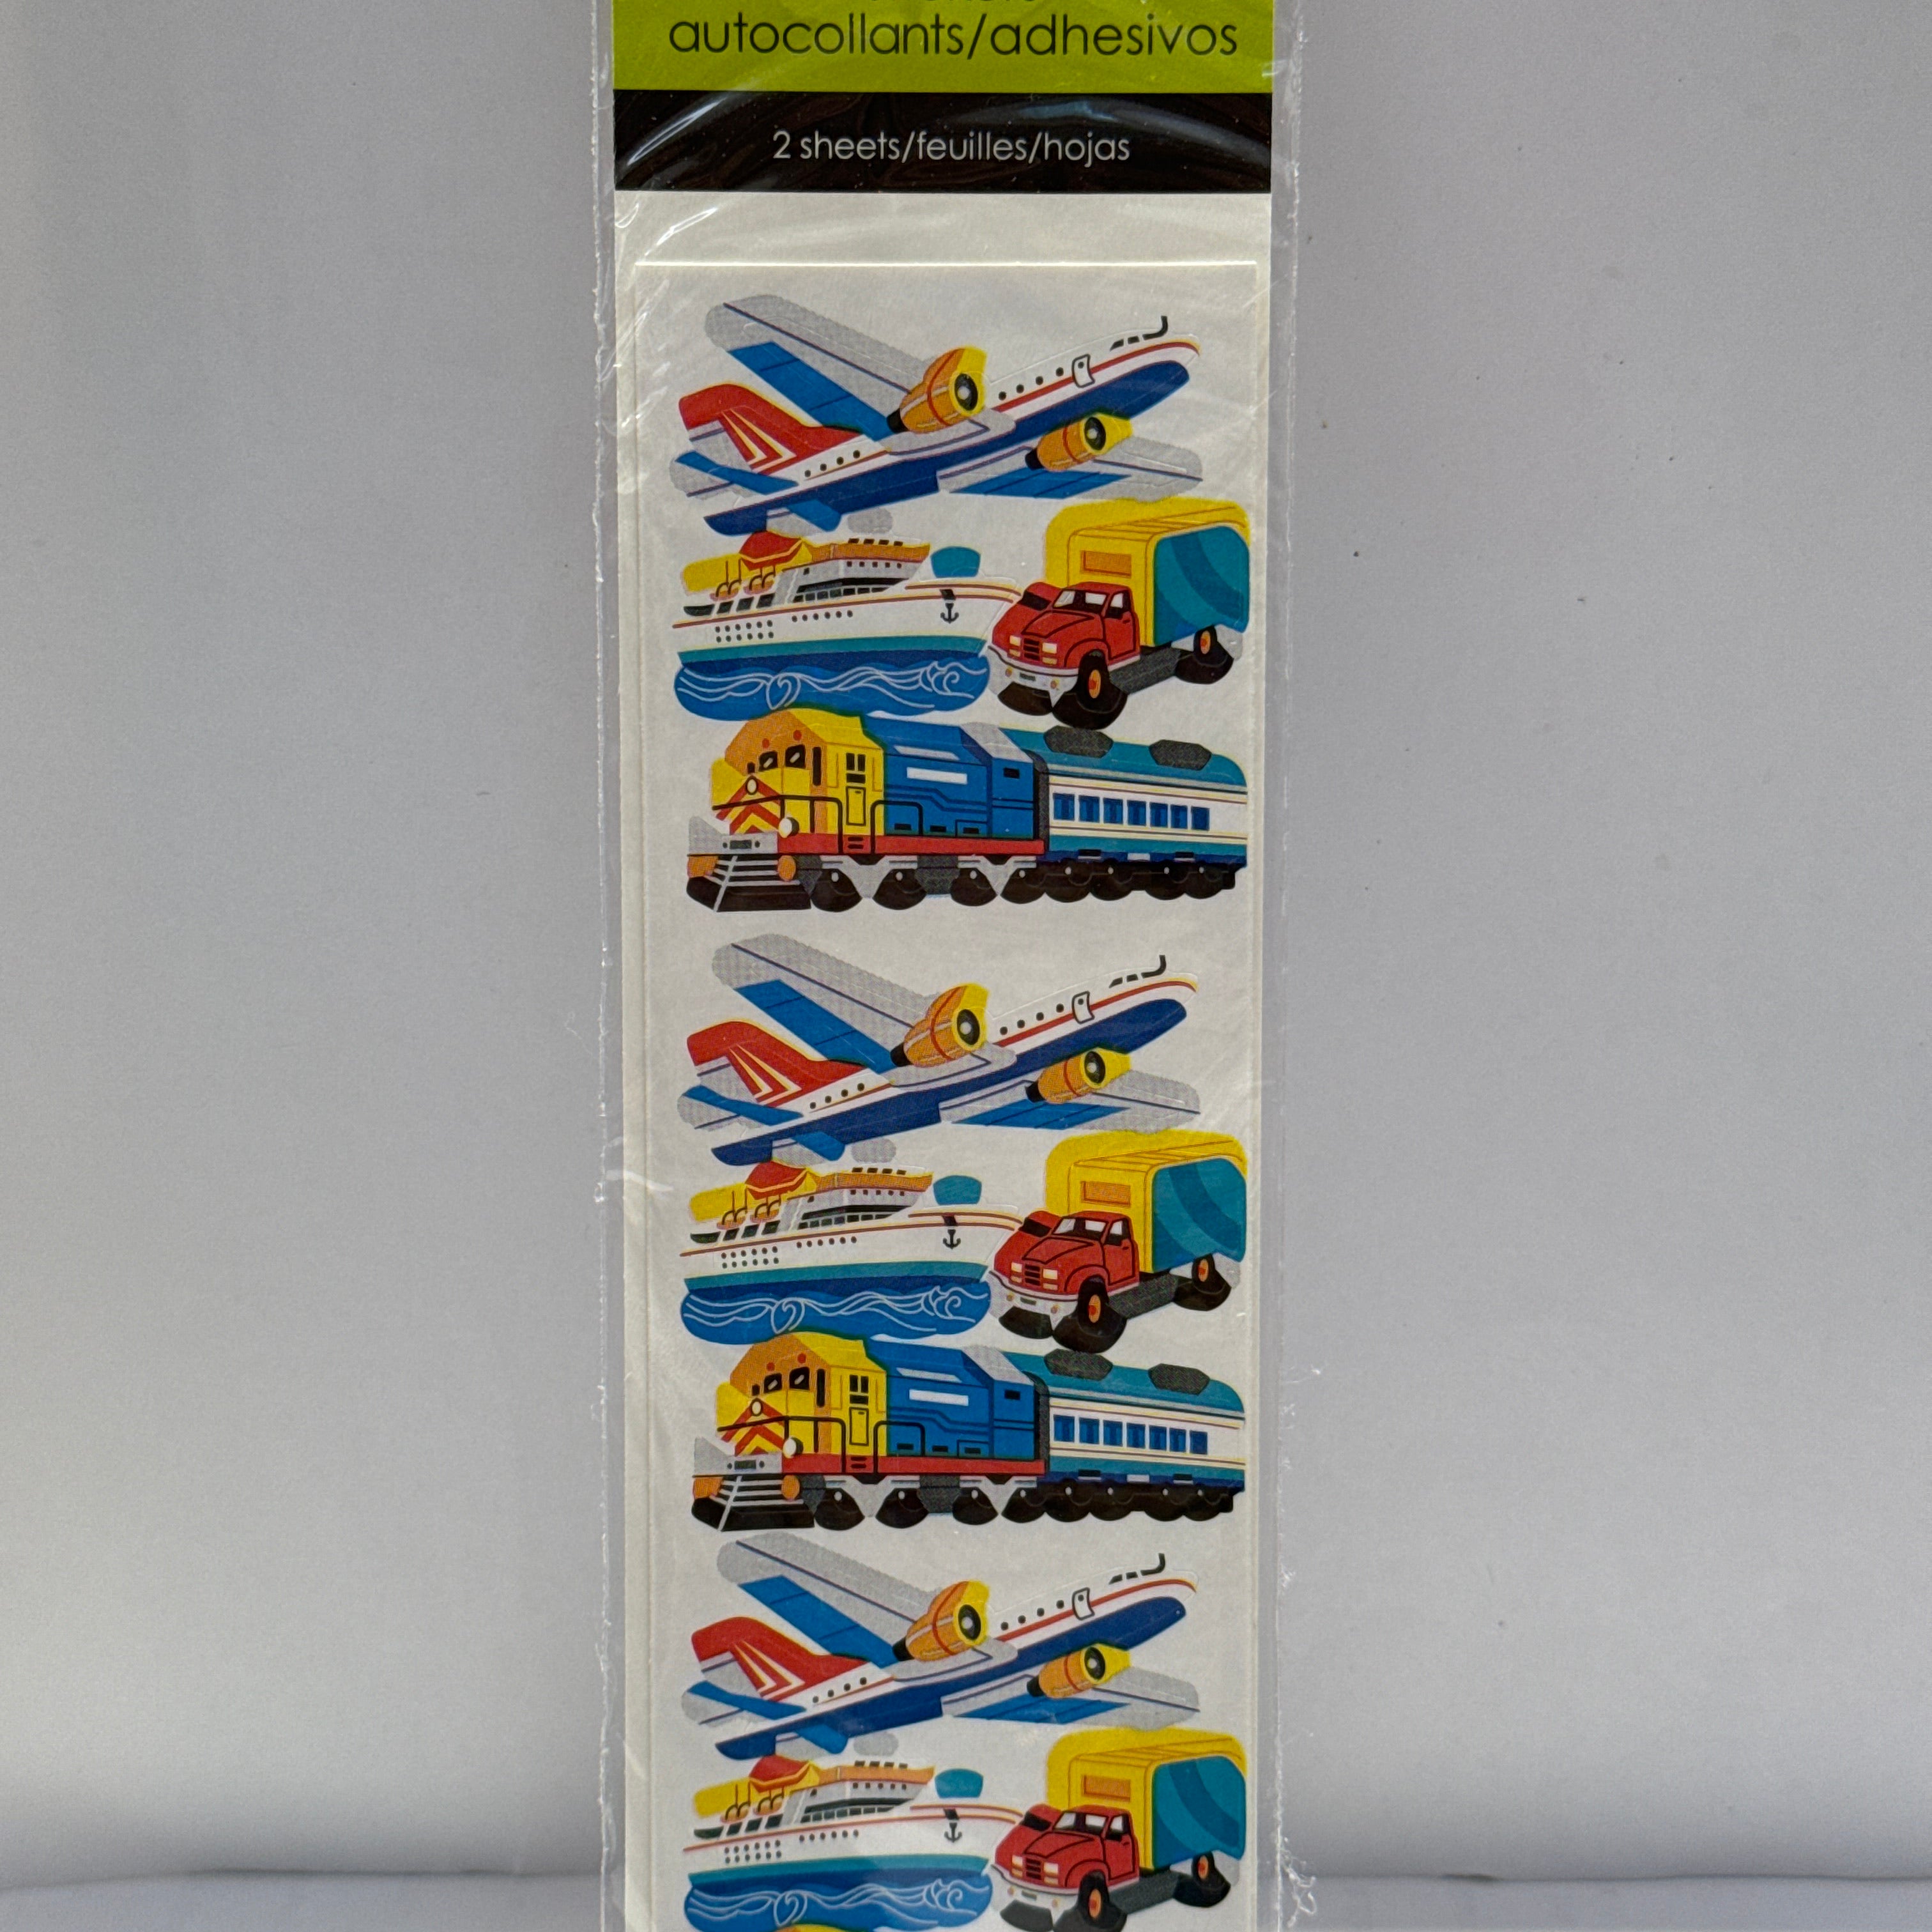 autocollants/adhesivos
2 sheets/feuilles/hojas